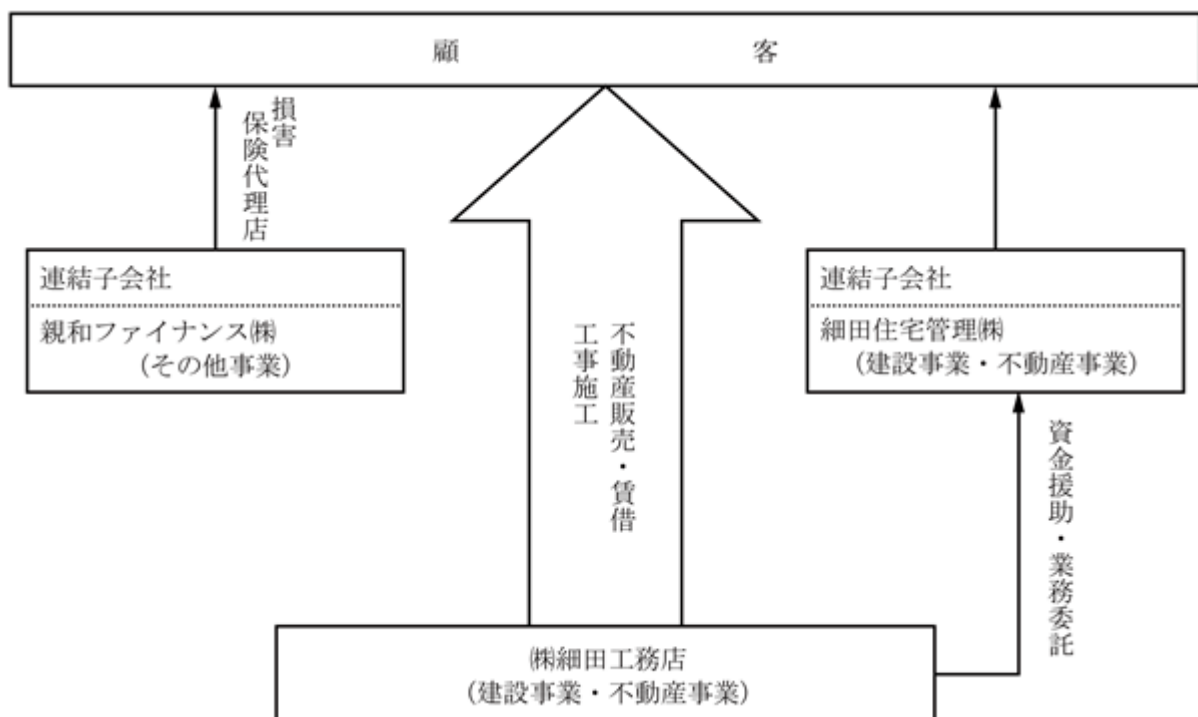 顧客
損害
保険代理店
連結子会社
親和ファイナンス㈱
(その他事業)
不動産販売・賃借
工事施工
連結子会社
細田住宅管理㈱
(建設事業・不動産事業)
資金援助・業務委託
㈱細田工務店
(建設事業・不動産事業)